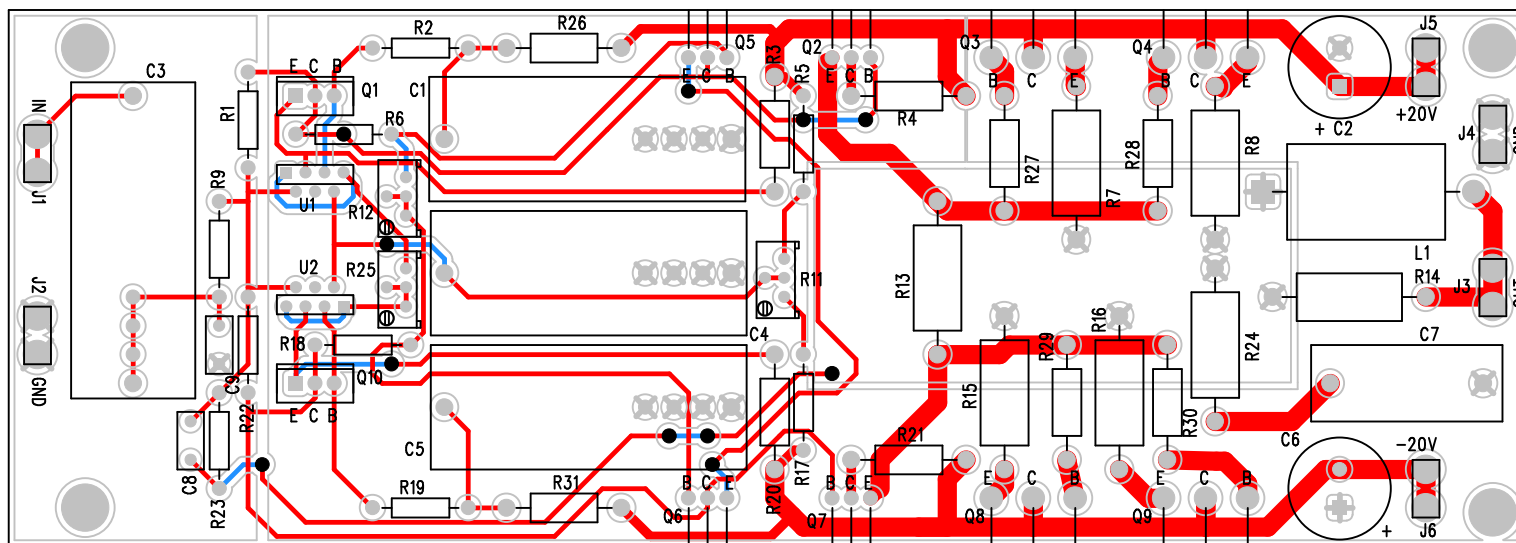 R2
R26
Q5
R3
Q2
Q3
Q4
J5
E C B
E C B
E C B
B C E
B C E
C3
Q1
C1
R5
R4
+20V
+ C2
IN
R1
R6
R27
R7
R28
R8
J4
J1
R9
U1
R12
U2
R25
R11
R13
L1
R14
J3
J2
GND
R18
Q10
C4
R29
R16
R24
C7
C9
E C B
R22
C5
R15
R30
C6
-20V
C8
R23
R19
R31
B C E
Q6
R20
R17
R21
B C E
Q7
E C B
Q8
E C B
Q9
+
J6